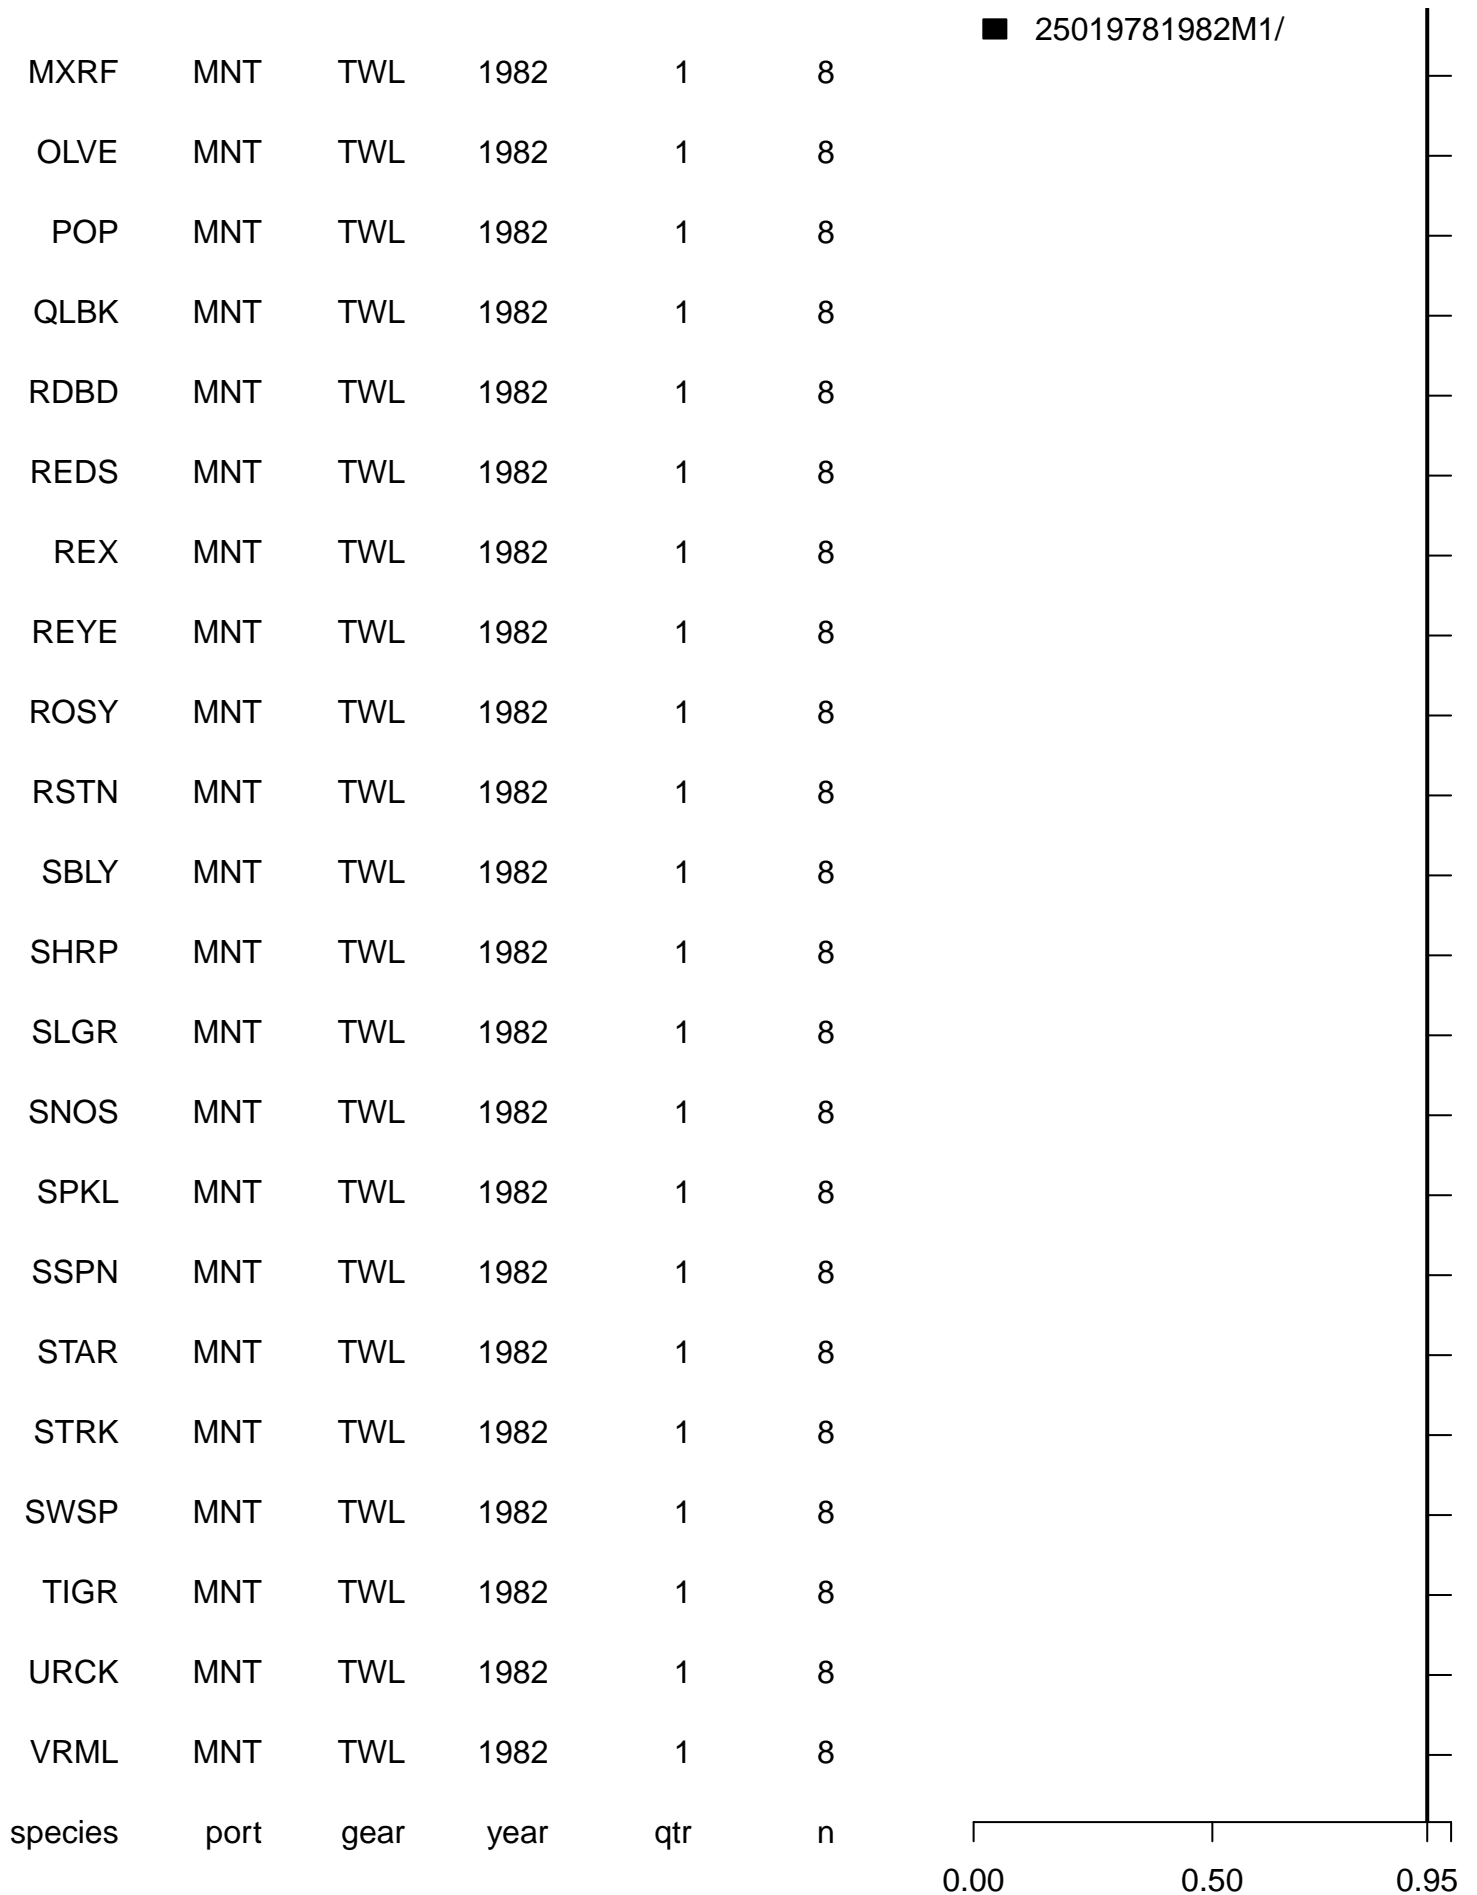 25019781982M1/
MXRF MNT TWL 1982 1 8
OLVE MNT TWL 1982 1 8
POP MNT TWL 1982 1 8
QLBK MNT TWL 1982 1 8
RDBD MNT TWL 1982 1 8
REDS MNT TWL 1982 1 8
REX MNT TWL 1982 1 8
REYE MNT TWL 1982 1 8
ROSY MNT TWL 1982 1 8
RSTN MNT TWL 1982 1 8
SBLY MNT TWL 1982 1 8
SHRP MNT TWL 1982 1 8
SLGR MNT TWL 1982 1 8
SNOS MNT TWL 1982 1 8
SPKL MNT TWL 1982 1 8
SSPN MNT TWL 1982 1 8
STAR MNT TWL 1982 1 8
STRK MNT TWL 1982 1 8
SWSP MNT TWL 1982 1 8
TIGR MNT TWL 1982 1 8
URCK MNT TWL 1982 1 8
VRML MNT TWL 1982 1 8
species port gear year qtr n
0.00 0.50 0.95